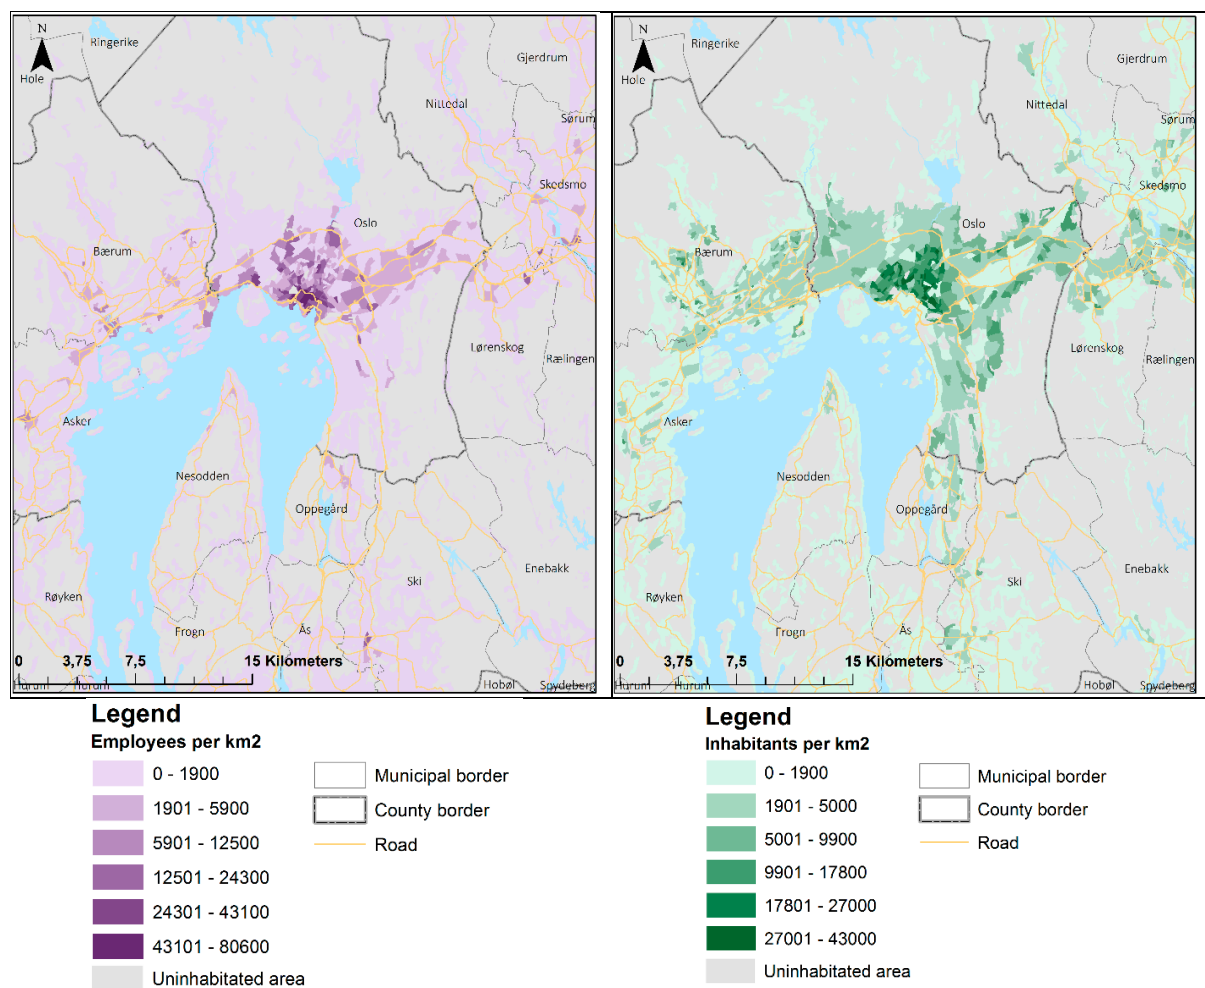 N
Ringerike
Gjerdrum
Hole
Nittedal
Sørum
Skedsmo
Oslo
Bærum
Lørenskog
Rælingen
Asker
Nesodden
Oppegård
Enebakk
Ski
Røyken
Frogn
Ås
0 3,75 7,5 15 Kilometers
Hurum Hurum Hobøl Spydeberg
Legend
Employees per km2
0 - 1900
1901 - 5900
5901 - 12500
12501 - 24300
24301 - 43100
43101 - 80600
Uninhabitated area
Municipal border
County border
Road
N
Ringerike
Gjerdrum
Hole
Nittedal
Sørum
Skedsmo
Oslo
Bærum
Lørenskog
Rælingen
Asker
Nesodden
Oppegård
Enebakk
Ski
Røyken
Frogn
Ås
0 3,75 7,5 15 Kilometers
Hurum Hurum Hobøl Spydeberg
Legend
Inhabitants per km2
0 - 1900
1901 - 5000
5001 - 9900
9901 - 17800
17801 - 27000
27001 - 43000
Uninhabitated area
Municipal border
County border
Road